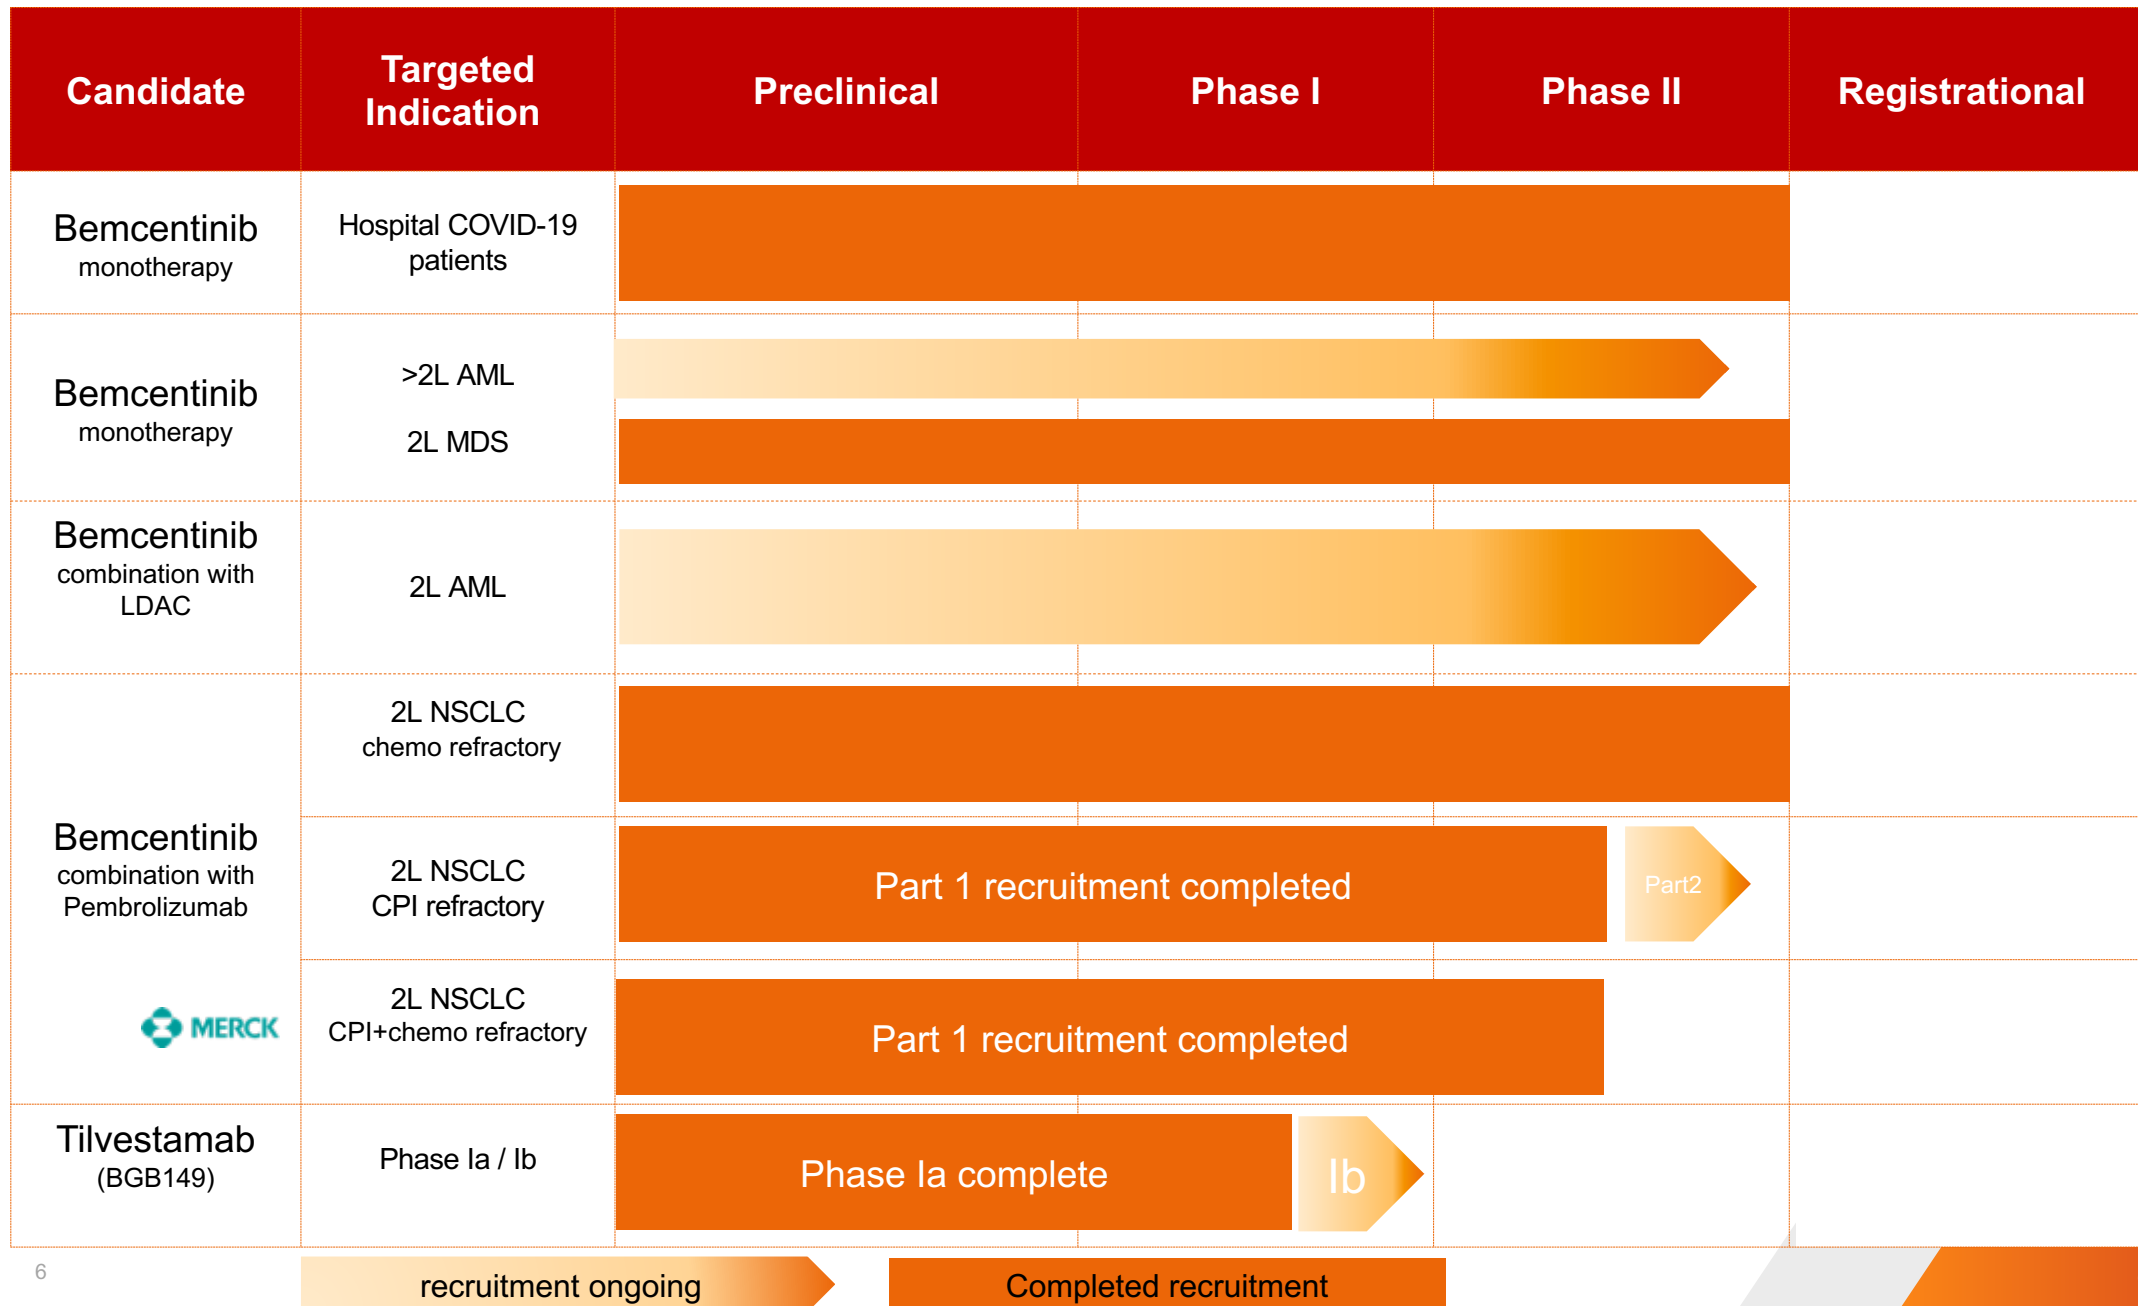 Candidate
Targeted
Indication
Preclinical
Phase I
Phase II
Registrational
Bemcentinib
monotherapy
Hospital COVID-19
patients
Bemcentinib
monotherapy
>2L AML
2L MDS
Bemcentinib
combination with
LDAC
2L AML
Bemcentinib
combination with
Pembrolizumab
MERCK
2L NSCLC
chemo refractory
2L NSCLC
CPI refractory
Part 1 recruitment completed
Part2
2L NSCLC
CPI+chemo refractory
Part 1 recruitment completed
Tilvestamab
(BGB149)
Phase Ia / Ib
Phase Ia complete
Ib
6
recruitment ongoing
Completed recruitment